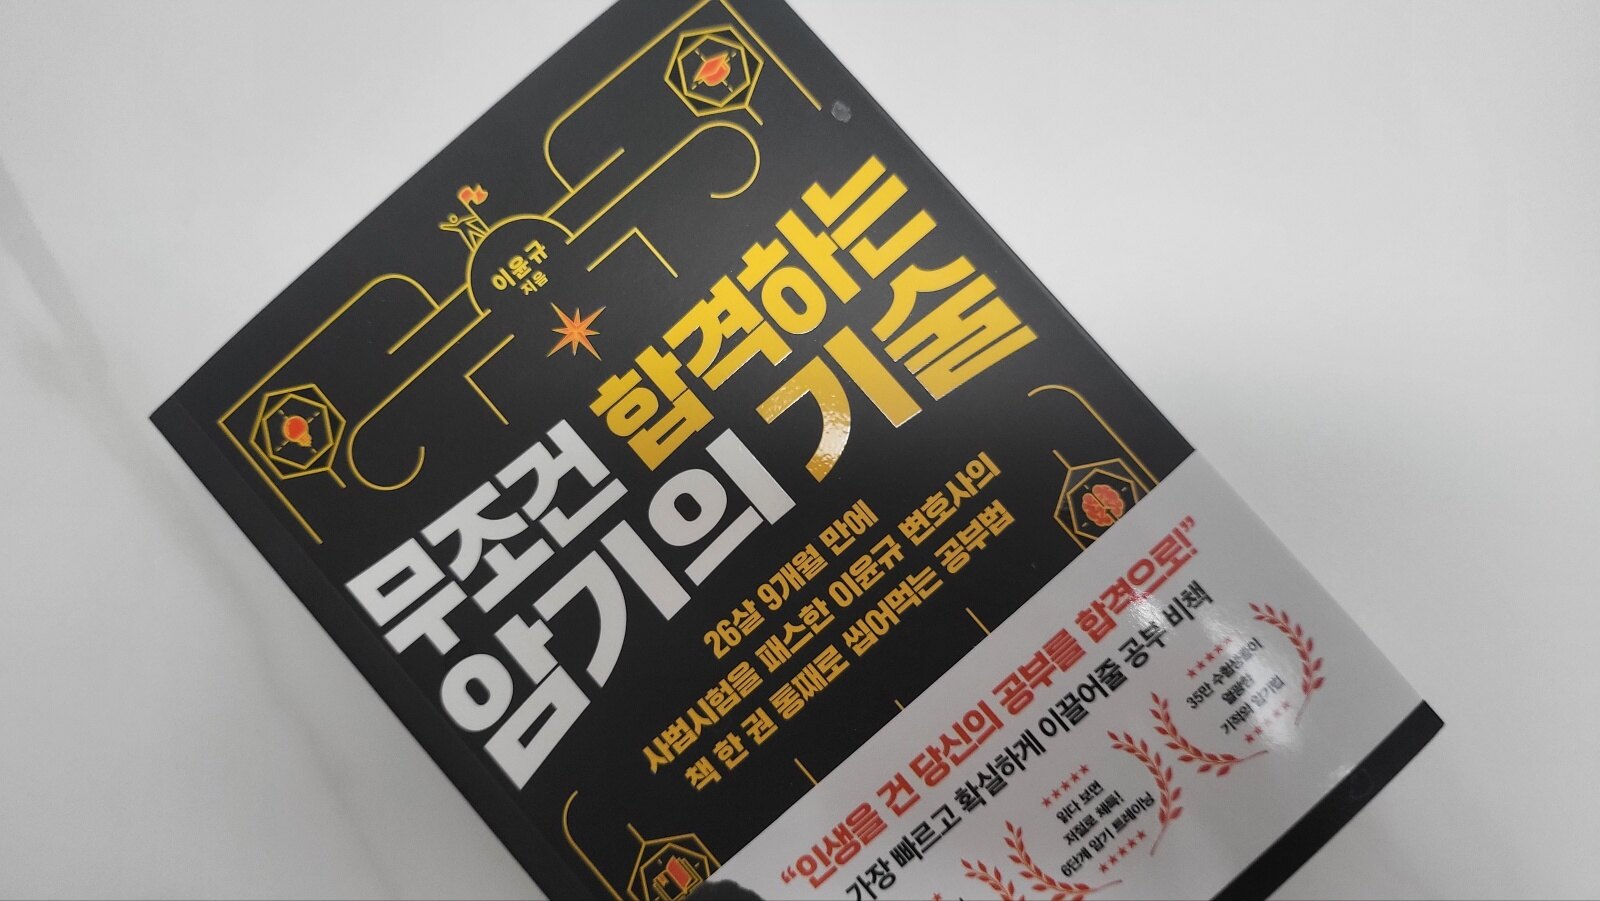 이윤규
지음
무조건 합격하는
암기의 기술
26살 9개월 만에
사법시험을 패스한 이윤규 변호사의
책 한 권 통째로 씹어먹는 공부법
“인생을 건 당신의 공부를 합격으로!”
가장 빠르고 확실하게 이끌어줄 공부 비책
35만 수험생들이
열광한
기적의 암기법
읽다 보면
저절로 체득!
6단계 암기 트레이닝